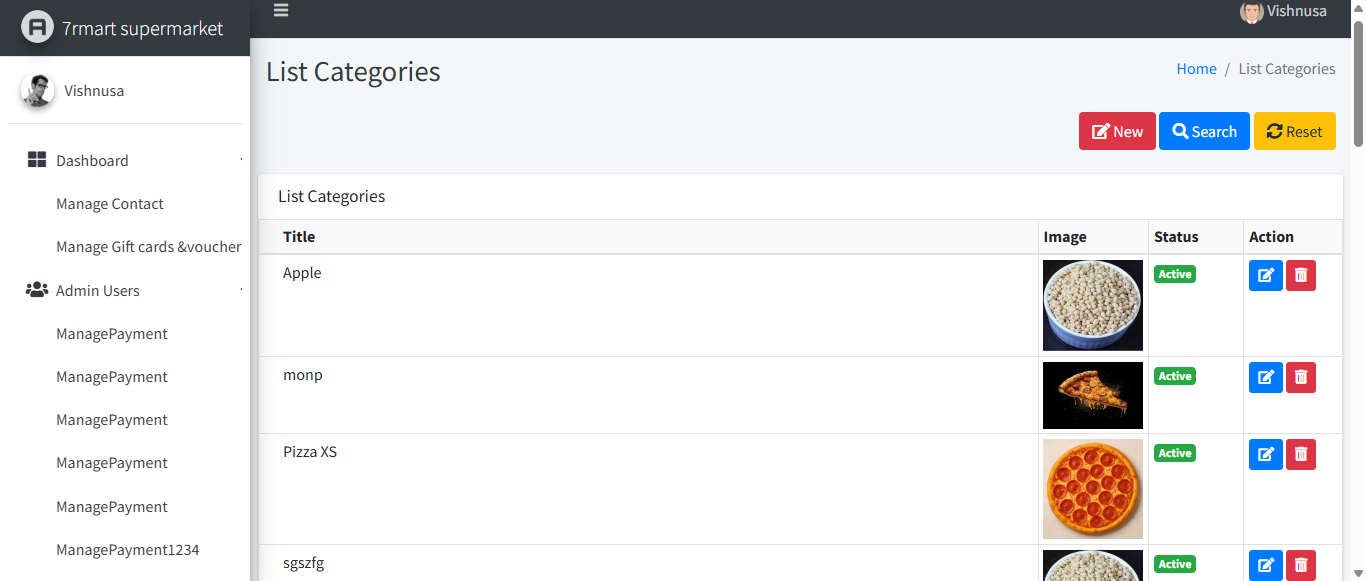 7rmart supermarket
Vishnusa
Vishnusa
Dashboard
Manage Contact
Manage Gift cards &voucher
Admin Users
ManagePayment
ManagePayment
ManagePayment
ManagePayment
ManagePayment
ManagePayment1234
List Categories
Home / List Categories
New Search Reset
List Categories
Title Image Status Action
Apple Active
monp Active
Pizza XS Active
sgszfg Active